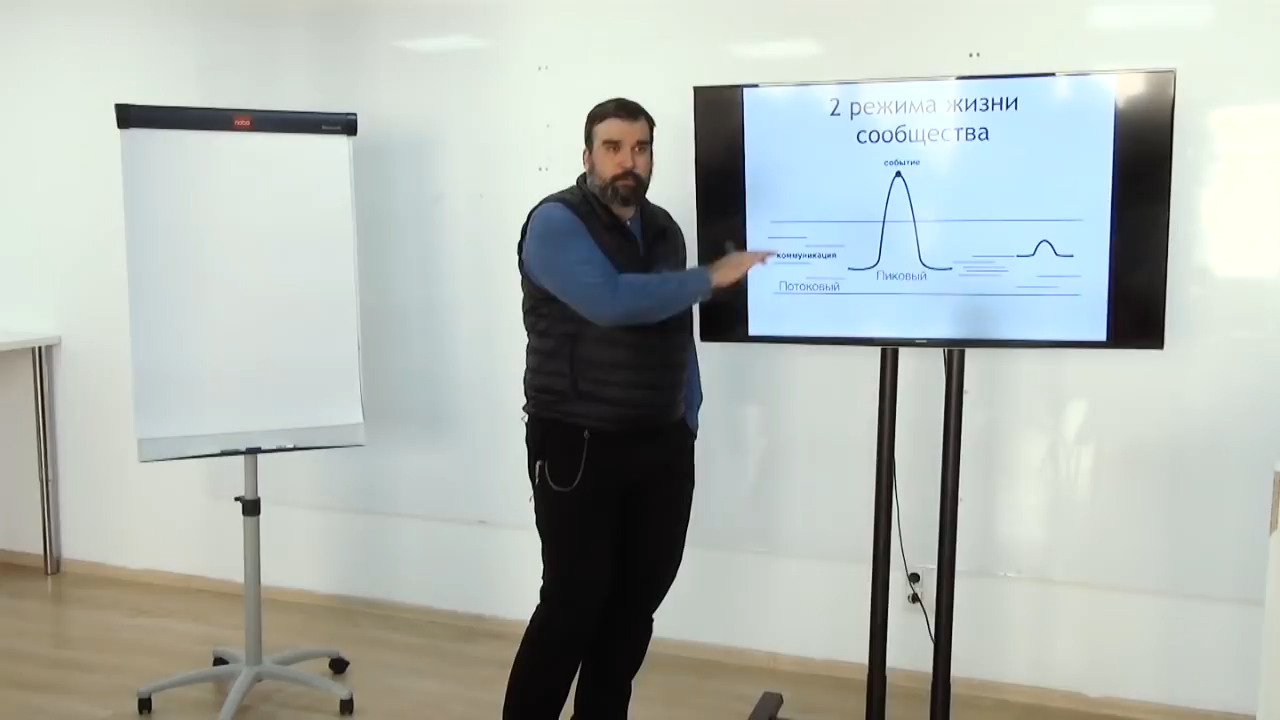 nobo
2 режима жизни
сообщества
событие
коммуникация
Пиковый
Потоковый